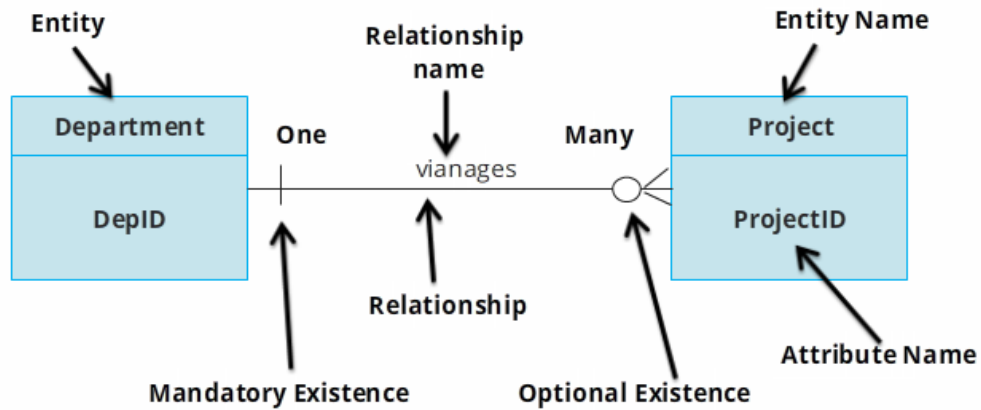 Entity
Relationship
name
Entity Name
Department
One
Many
Project
vianages
DepID
ProjectID
Relationship
Attribute Name
Mandatory Existence
Optional Existence